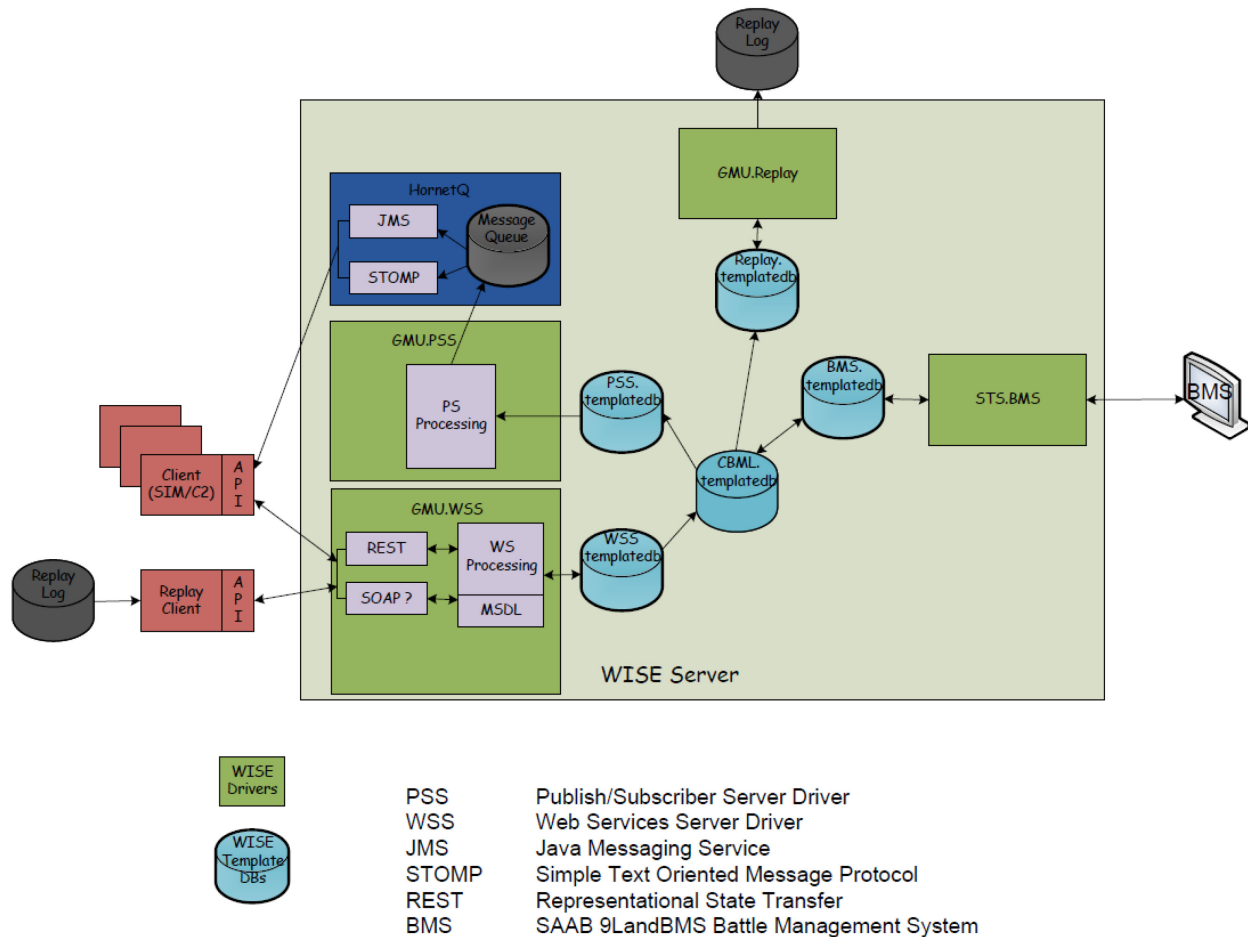 Replay
Log
GMU.Replay
HornetQ
JMS
Message
Queue
STOMP
Replay.
templatedb
GMU.PSS
PS
Processing
PSS.
templatedb
BMS.
templatedb
STS.BMS
BMS
CBML.
templatedb
Client
(SIM/C2)
A
P
I
GMU.WSS
REST
WS
Processing
SOAP ?
MSDL
WSS
templatedb
Replay
Log
Replay
Client
A
P
I
WISE Server
WISE
Drivers
WISE
Template
DBs
PSS Publish/Subscriber Server Driver
WSS Web Services Server Driver
JMS Java Messaging Service
STOMP Simple Text Oriented Message Protocol
REST Representational State Transfer
BMS SAAB 9LandBMS Battle Management System